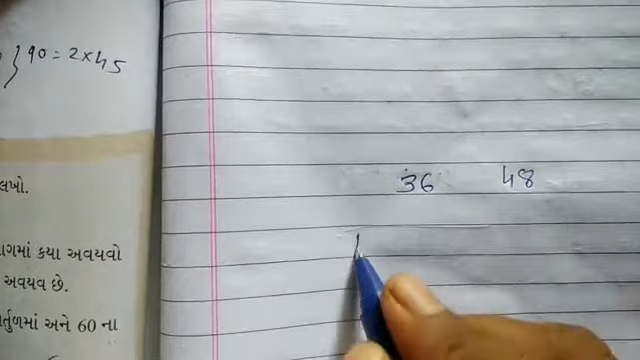 } 90 = 2 × 45
36 48
લખો.
ગમાં કયા અવયવો
અવયવ છે.
ર્તુળમાં અને 60 ના